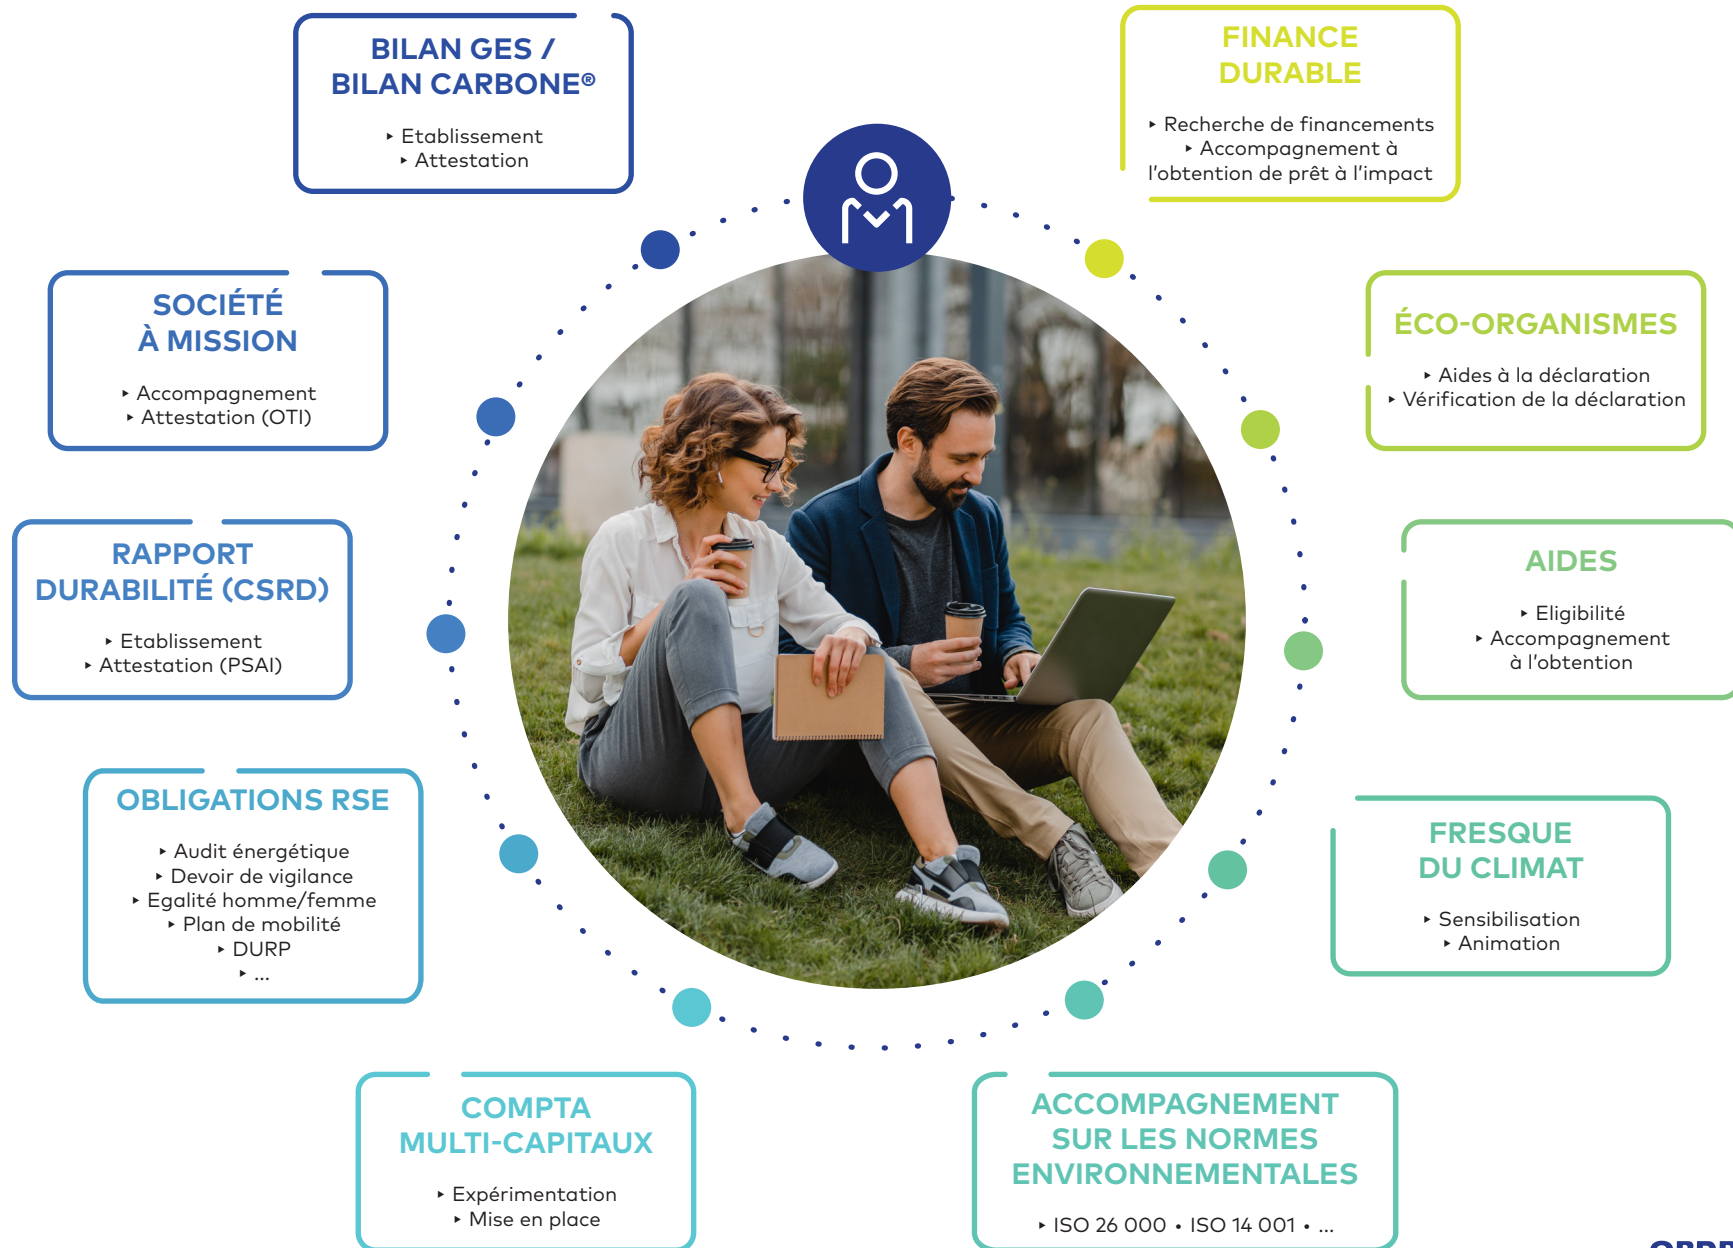 BILAN GES /
BILAN CARBONE®
‣ Etablissement
‣ Attestation
FINANCE
DURABLE
‣ Recherche de financements
‣ Accompagnement à
l’obtention de prêt à l’impact
SOCIÉTÉ
À MISSION
‣ Accompagnement
‣ Attestation (OTI)
ÉCO-ORGANISMES
‣ Aides à la déclaration
‣ Vérification de la déclaration
RAPPORT
DURABILITÉ (CSRD)
‣ Etablissement
‣ Attestation (PSAI)
AIDES
‣ Eligibilité
‣ Accompagnement
à l’obtention
OBLIGATIONS RSE
‣ Audit énergétique
‣ Devoir de vigilance
‣ Egalité homme/femme
‣ Plan de mobilité
‣ DURP
‣ ...
FRESQUE
DU CLIMAT
‣ Sensibilisation
‣ Animation
COMPTA
MULTI-CAPITAUX
‣ Expérimentation
‣ Mise en place
ACCOMPAGNEMENT
SUR LES NORMES
ENVIRONNEMENTALES
‣ ISO 26 000 • ISO 14 001 • ...